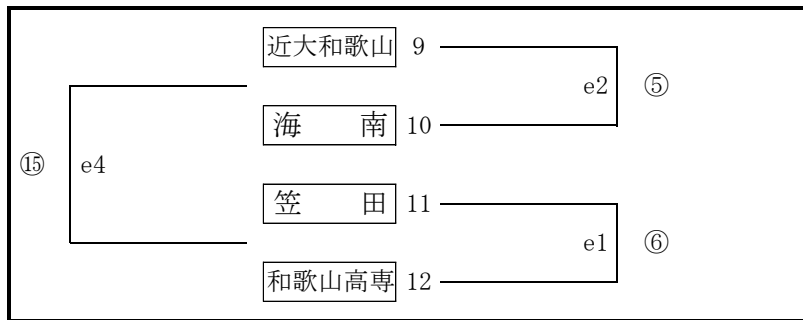 近大和歌山 9
e2 ⑤
海 南 10
⑮ e4
笠 田 11
e1 ⑥
和歌山高専 12